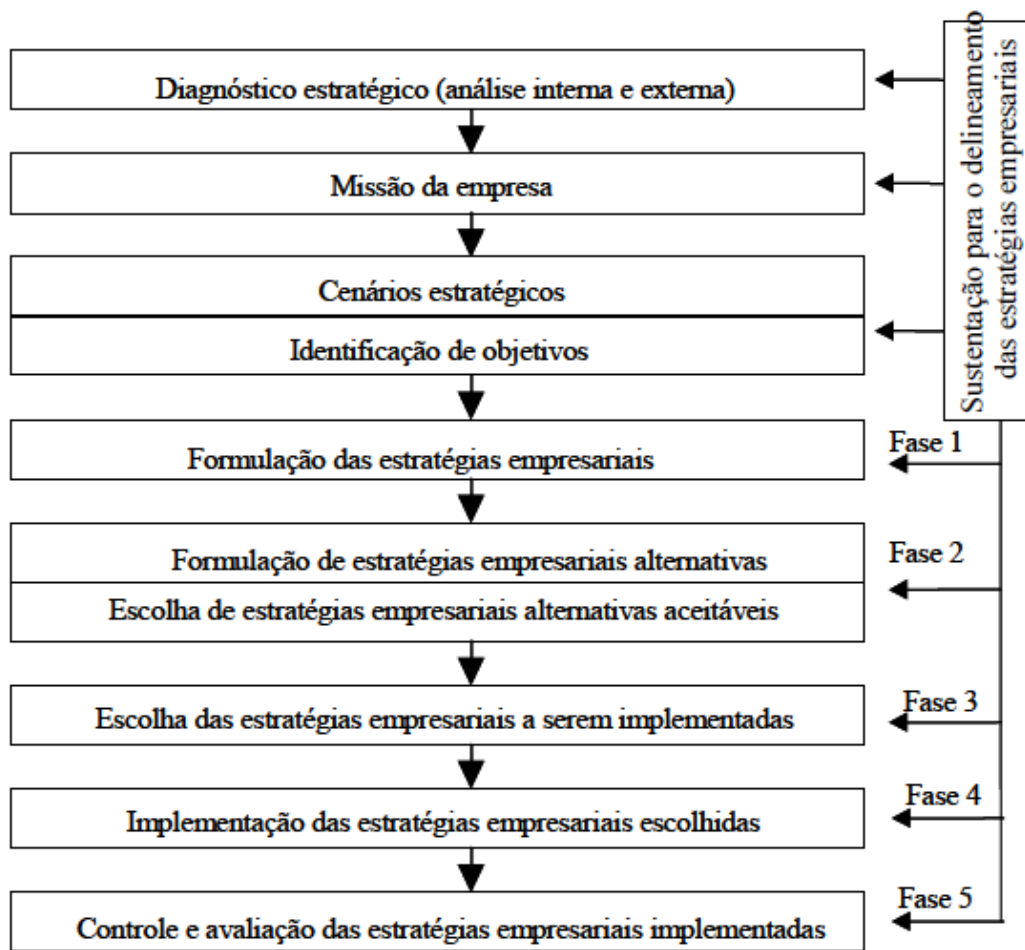 Diagnóstico estratégico (análise interna e externa)
Missão da empresa
Cenários estratégicos
Identificação de objetivos
Sustentação para o delineamento
das estratégias empresariais
Fase 1
Formulação das estratégias empresariais
Fase 2
Formulação de estratégias empresariais alternativas
Escolha de estratégias empresariais alternativas aceitáveis
Fase 3
Escolha das estratégias empresariais a serem implementadas
Fase 4
Implementação das estratégias empresariais escolhidas
Fase 5
Controle e avaliação das estratégias empresariais implementadas